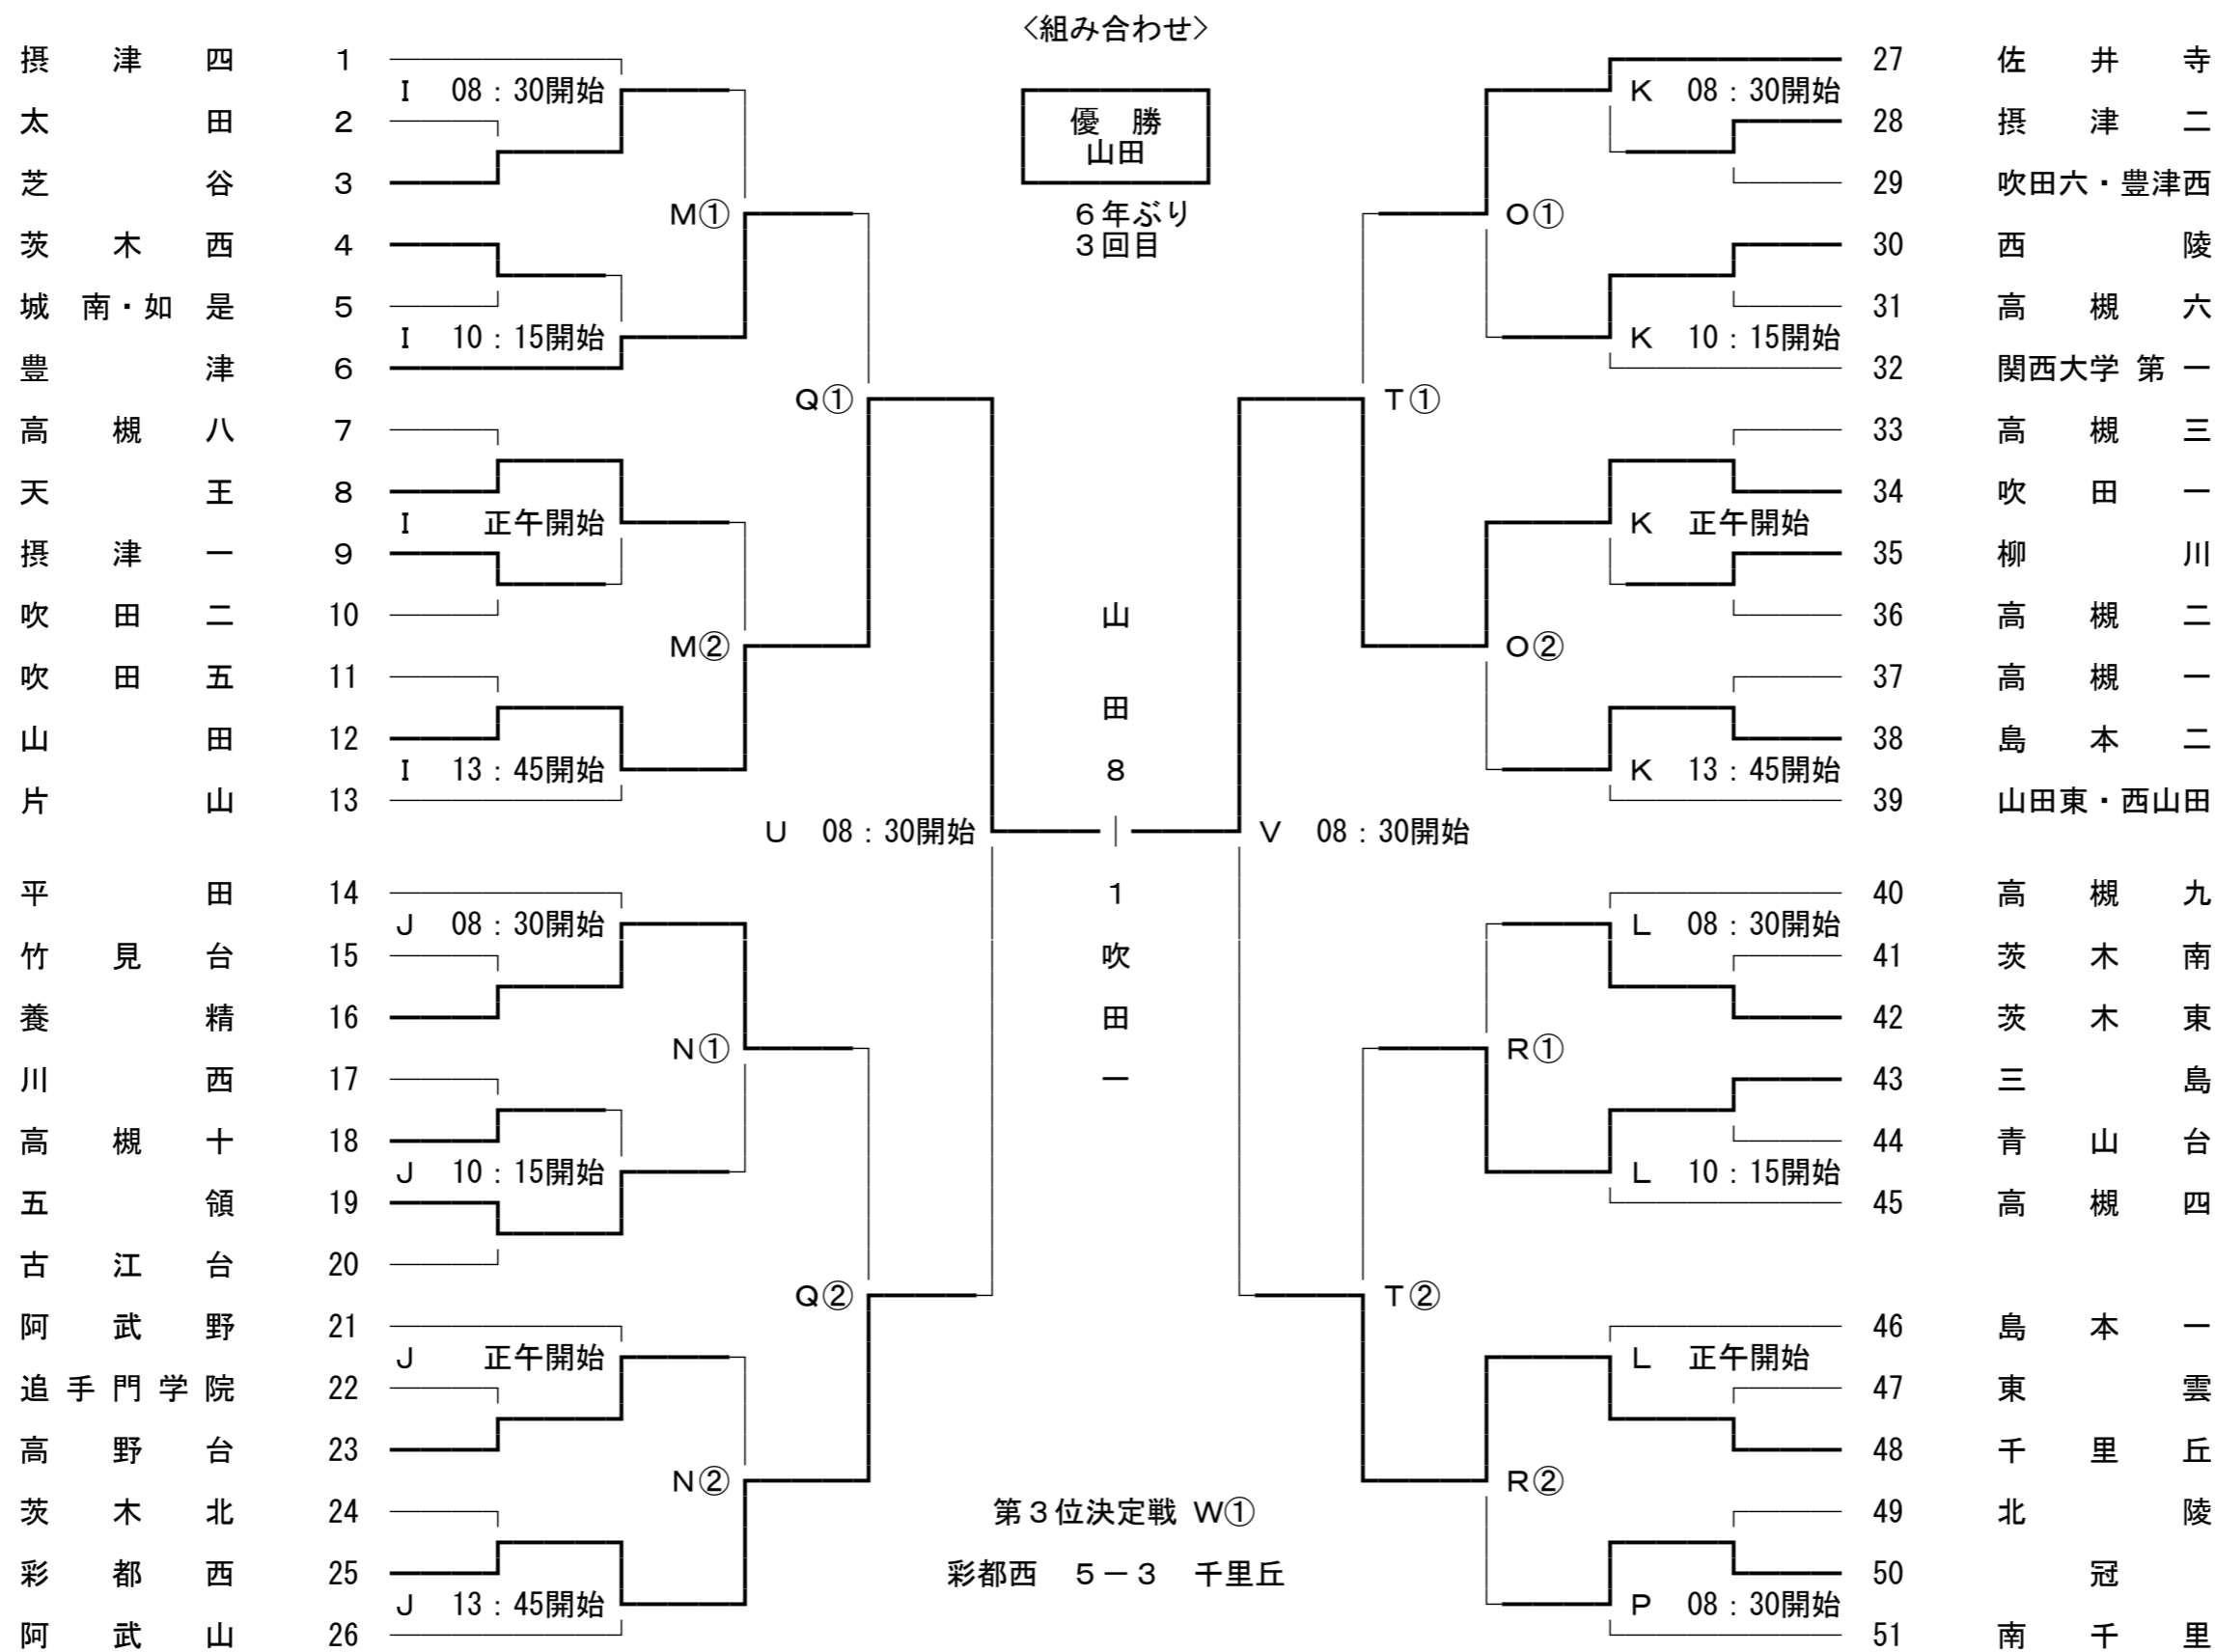 〈組み合わせ〉
摂津四 1
I 08：30開始
太田 2
芝谷 3
M①
茨木西 4
城南・如是 5
I 10：15開始
豊津 6
Q①
高槻八 7
天王 8
I 正午開始
摂津一 9
吹田二 10
M②
吹田五 11
山田 12
I 13：45開始
片山 13
U 08：30開始
平田 14
J 08：30開始
竹見台 15
養精 16
N①
川西 17
高槻十 18
J 10：15開始
五領 19
古江台 20
Q②
阿武野 21
J 正午開始
追手門学院 22
高野台 23
N②
茨木北 24
彩都西 25
J 13：45開始
阿武山 26
優 勝
山田
6年ぶり
3回目
山田8｜1吹田一
第3位決定戦 W①
彩都西 5－3 千里丘
27 佐井寺
K 08：30開始
28 摂津二
29 吹田六・豊津西
O①
30 西陵
31 高槻六
K 10：15開始
32 関西大学第一
T①
33 高槻三
34 吹田一
K 正午開始
35 柳川
36 高槻二
O②
37 高槻一
38 島本二
K 13：45開始
39 山田東・西山田
V 08：30開始
40 高槻九
L 08：30開始
41 茨木南
42 茨木東
R①
43 三島
44 青山台
L 10：15開始
45 高槻四
T②
46 島本一
L 正午開始
47 東雲
48 千里丘
R②
49 北陵
50 冠
P 08：30開始
51 南千里